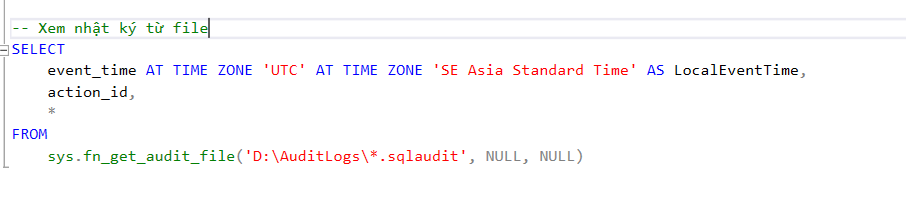 -- Xem nhật ký từ file
SELECT
    event_time AT TIME ZONE 'UTC' AT TIME ZONE 'SE Asia Standard Time' AS LocalEventTime,
    action_id,
    *
FROM
    sys.fn_get_audit_file('D:\AuditLogs\*.sqlaudit', NULL, NULL)